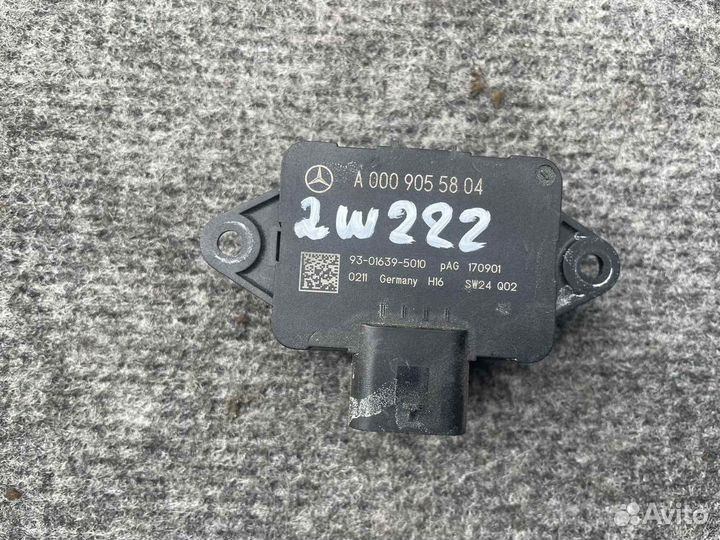 A 000 905 58 04
2W222
93-01639-5010 pAG 170901
0211 Germany H16 SW24 Q02
Avito